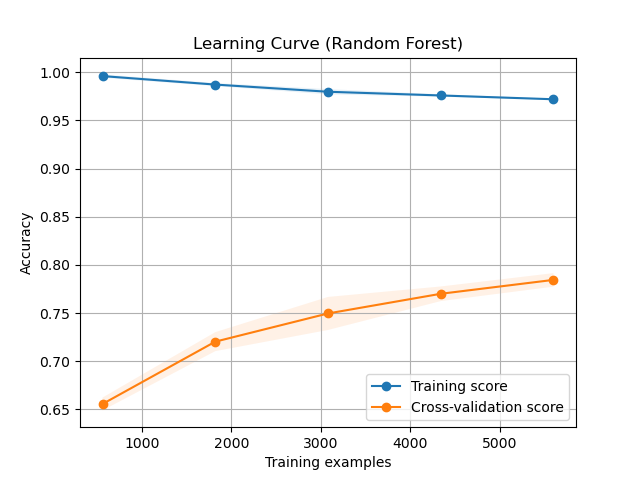 Learning Curve (Random Forest)
1.00
0.95
0.90
0.85
0.80
0.75
0.70
0.65
Accuracy
Training score
Cross-validation score
1000 2000 3000 4000 5000
Training examples